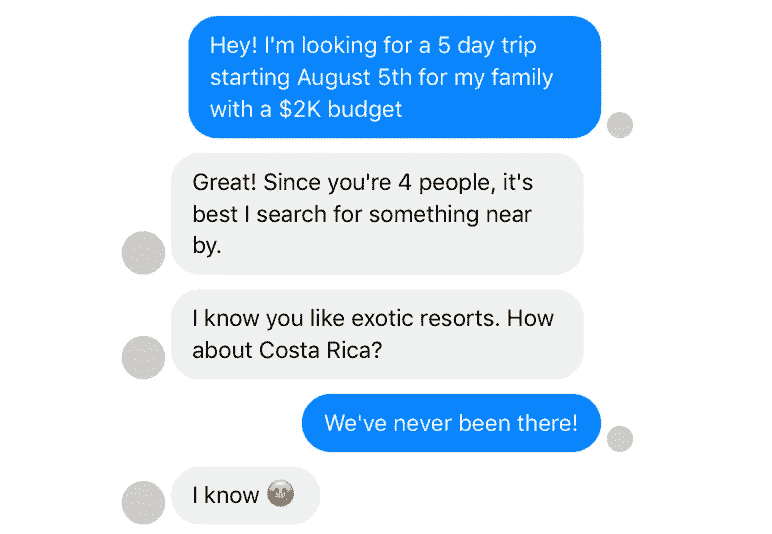 Hey! I'm looking for a 5 day trip
starting August 5th for my family
with a $2K budget
Great! Since you're 4 people, it's
best I search for something near
by.
I know you like exotic resorts. How
about Costa Rica?
We've never been there!
I know